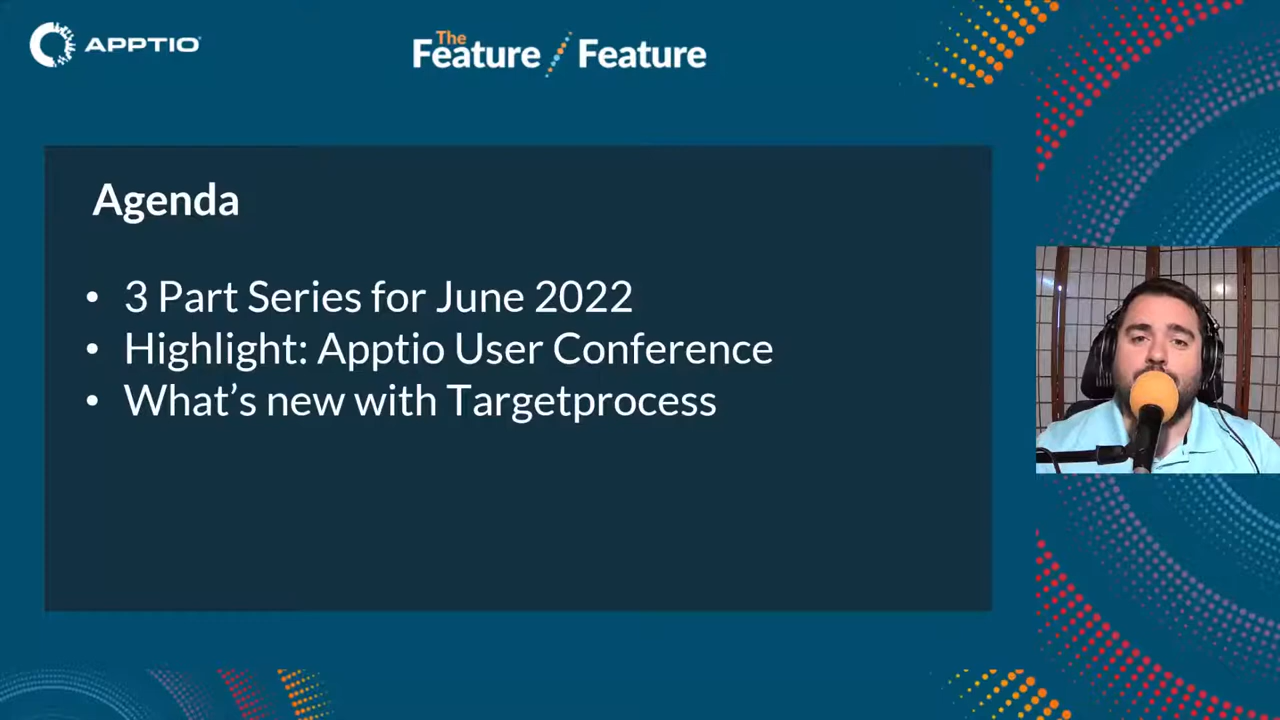 APPTIO
The
Feature / Feature
Agenda
• 3 Part Series for June 2022
• Highlight: Apptio User Conference
• What’s new with Targetprocess